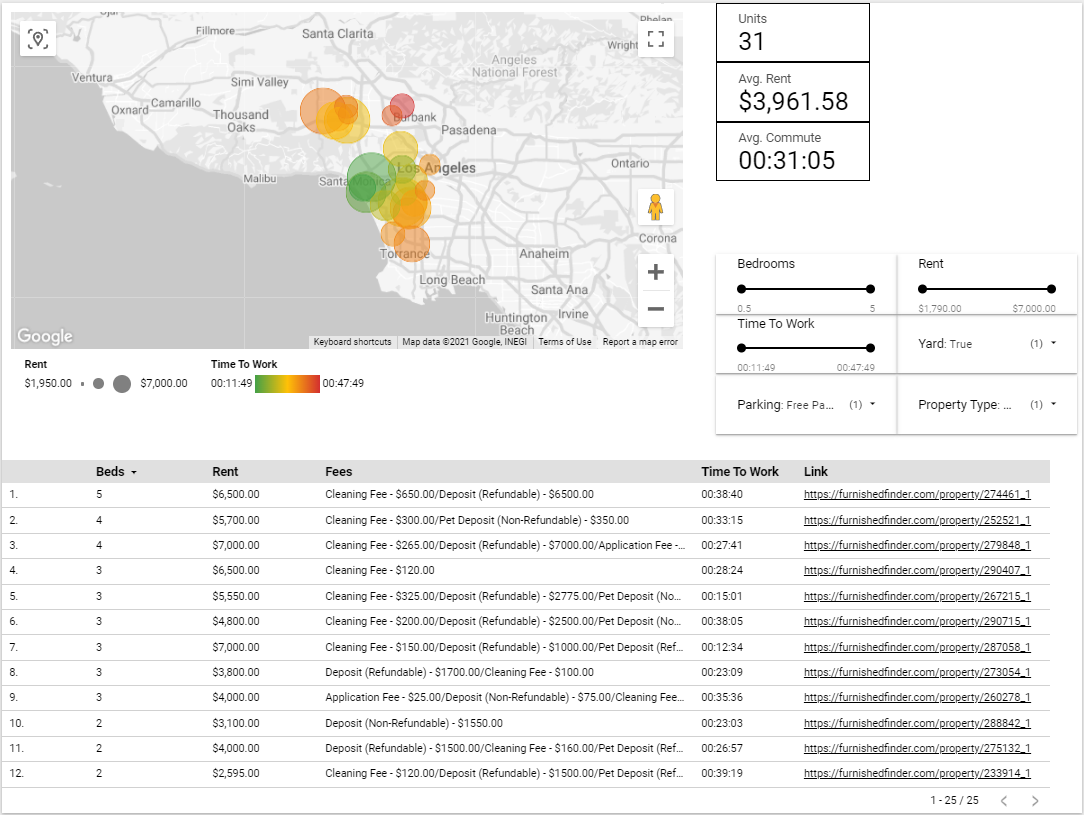 Ojai
Fillmore
Santa Clarita
Phelan
Wright
Angeles
National Forest
Ventura
Simi Valley
Oxnard
Camarillo
Thousand
Oaks
Burbank
Pasadena
Los Angeles
Ontario
Malibu
Santa Monica
Corona
Torrance
Anaheim
Long Beach
Santa Ana
Huntington
Beach
Irvine
Google
Keyboard shortcuts
Map data ©2021 Google, INEGI
Terms of Use
Report a map error
Rent
$1,950.00
$7,000.00
Time To Work
00:11:49
00:47:49
Units
31
Avg. Rent
$3,961.58
Avg. Commute
00:31:05
Bedrooms
0.5
5
Rent
$1,790.00
$7,000.00
Time To Work
00:11:49
00:47:49
Yard: True (1)
Parking: Free Pa... (1)
Property Type: ... (1)
Beds Rent Fees Time To Work Link
1. 5 $6,500.00 Cleaning Fee - $650.00/Deposit (Refundable) - $6500.00 00:38:40 https://furnishedfinder.com/property/274461_1
2. 4 $5,700.00 Cleaning Fee - $300.00/Pet Deposit (Non-Refundable) - $350.00 00:33:15 https://furnishedfinder.com/property/252521_1
3. 4 $7,000.00 Cleaning Fee - $265.00/Deposit (Refundable) - $7000.00/Application Fee -... 00:27:41 https://furnishedfinder.com/property/279848_1
4. 3 $6,500.00 Cleaning Fee - $120.00 00:28:24 https://furnishedfinder.com/property/290407_1
5. 3 $5,550.00 Cleaning Fee - $325.00/Deposit (Refundable) - $2775.00/Pet Deposit (No... 00:15:01 https://furnishedfinder.com/property/267215_1
6. 3 $4,800.00 Cleaning Fee - $200.00/Deposit (Refundable) - $2500.00/Pet Deposit (No... 00:38:05 https://furnishedfinder.com/property/290715_1
7. 3 $7,000.00 Cleaning Fee - $150.00/Deposit (Refundable) - $1000.00/Pet Deposit (Ref... 00:12:34 https://furnishedfinder.com/property/287058_1
8. 3 $3,800.00 Deposit (Refundable) - $1700.00/Cleaning Fee - $100.00 00:23:09 https://furnishedfinder.com/property/273054_1
9. 3 $4,000.00 Application Fee - $25.00/Deposit (Non-Refundable) - $75.00/Cleaning Fee... 00:35:36 https://furnishedfinder.com/property/260278_1
10. 2 $3,100.00 Deposit (Non-Refundable) - $1550.00 00:23:03 https://furnishedfinder.com/property/288842_1
11. 2 $4,000.00 Deposit (Refundable) - $1500.00/Cleaning Fee - $160.00/Pet Deposit (Ref... 00:26:57 https://furnishedfinder.com/property/275132_1
12. 2 $2,595.00 Cleaning Fee - $120.00/Deposit (Refundable) - $1500.00/Pet Deposit (Ref... 00:39:19 https://furnishedfinder.com/property/233914_1
1 - 25 / 25